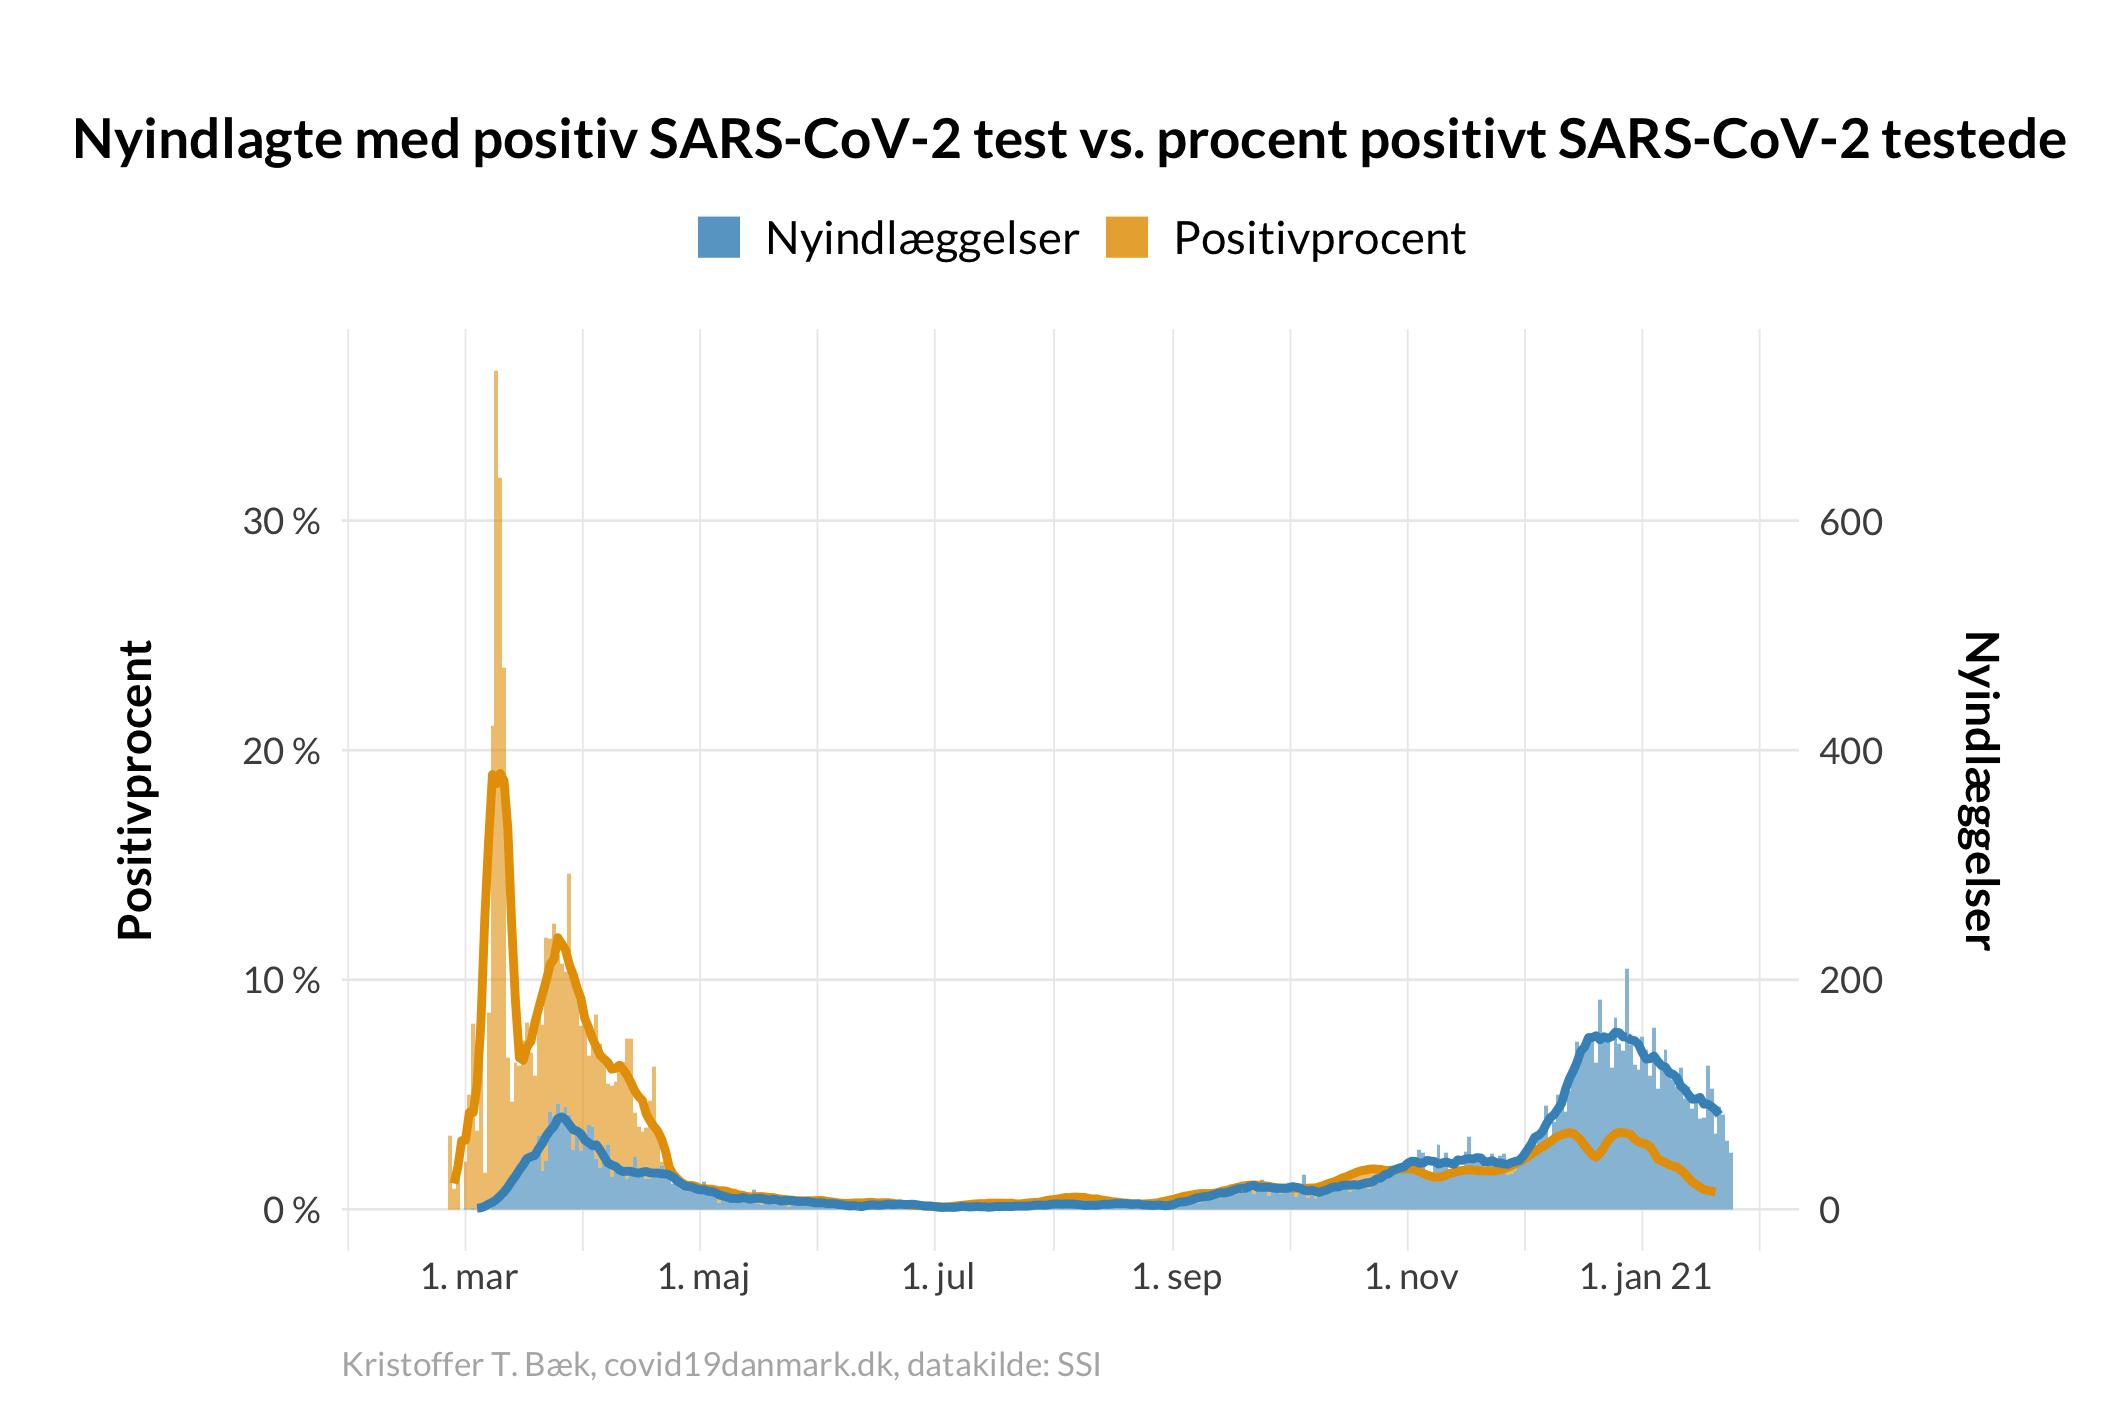 Nyindlagte med positiv SARS-CoV-2 test vs. procent positivt SARS-CoV-2 testede
Nyindlæggelser Positivprocent
Positivprocent
30 %
20 %
10 %
0 %
600
400
200
0
Nyindlæggelser
1. mar 1. maj 1. jul 1. sep 1. nov 1. jan 21
Kristoffer T. Bæk, covid19danmark.dk, datakilde: SSI